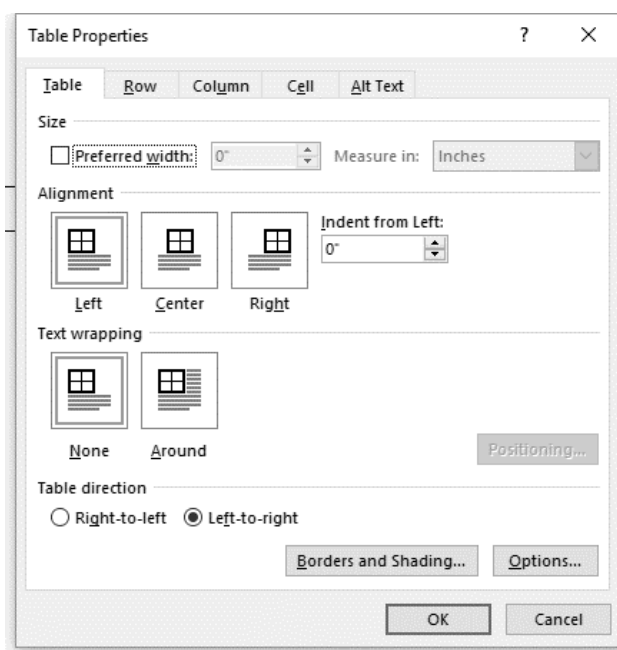 Table Properties ?
Table Row Column Cell Alt Text
Size
Preferred width: 0" Measure in: Inches
Alignment
Indent from Left:
0"
Left Center Right
Text wrapping
None Around
Positioning...
Table direction
Right-to-left Left-to-right
Borders and Shading... Options...
OK Cancel